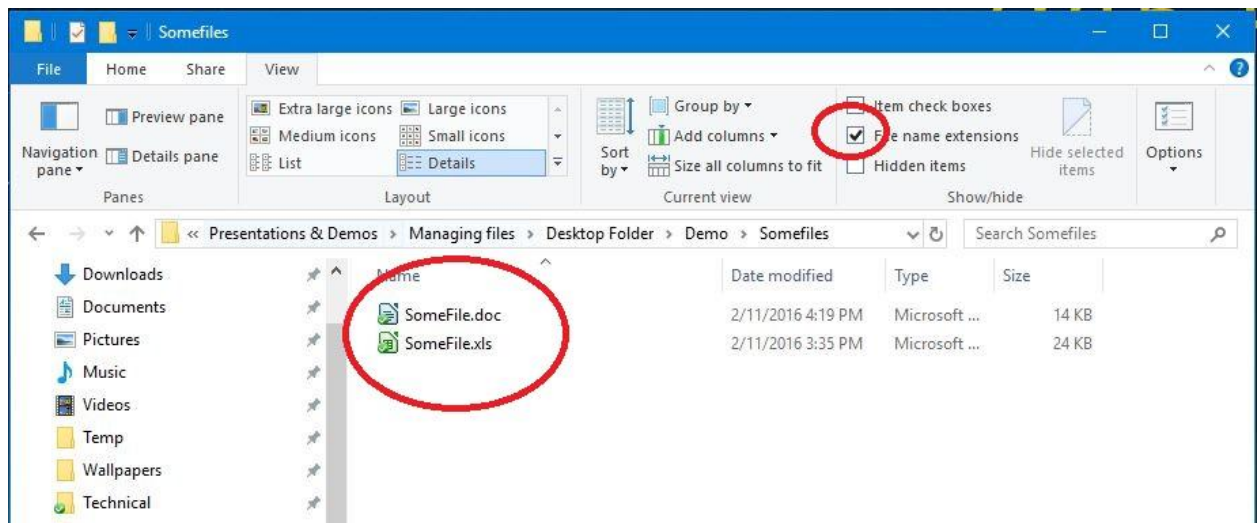 Somefiles
File Home Share View
Navigation pane
Preview pane
Details pane
Panes
Extra large icons Large icons
Medium icons Small icons
List Details
Layout
Sort by
Group by
Add columns
Size all columns to fit
Current view
Item check boxes
File name extensions
Hidden items
Hide selected items
Show/hide
Options
« Presentations & Demos > Managing files > Desktop Folder > Demo > Somefiles
Search Somefiles
Downloads
Documents
Pictures
Music
Videos
Temp
Wallpapers
Technical
Name Date modified Type Size
SomeFile.doc 2/11/2016 4:19 PM Microsoft ... 14 KB
SomeFile.xls 2/11/2016 3:35 PM Microsoft ... 24 KB